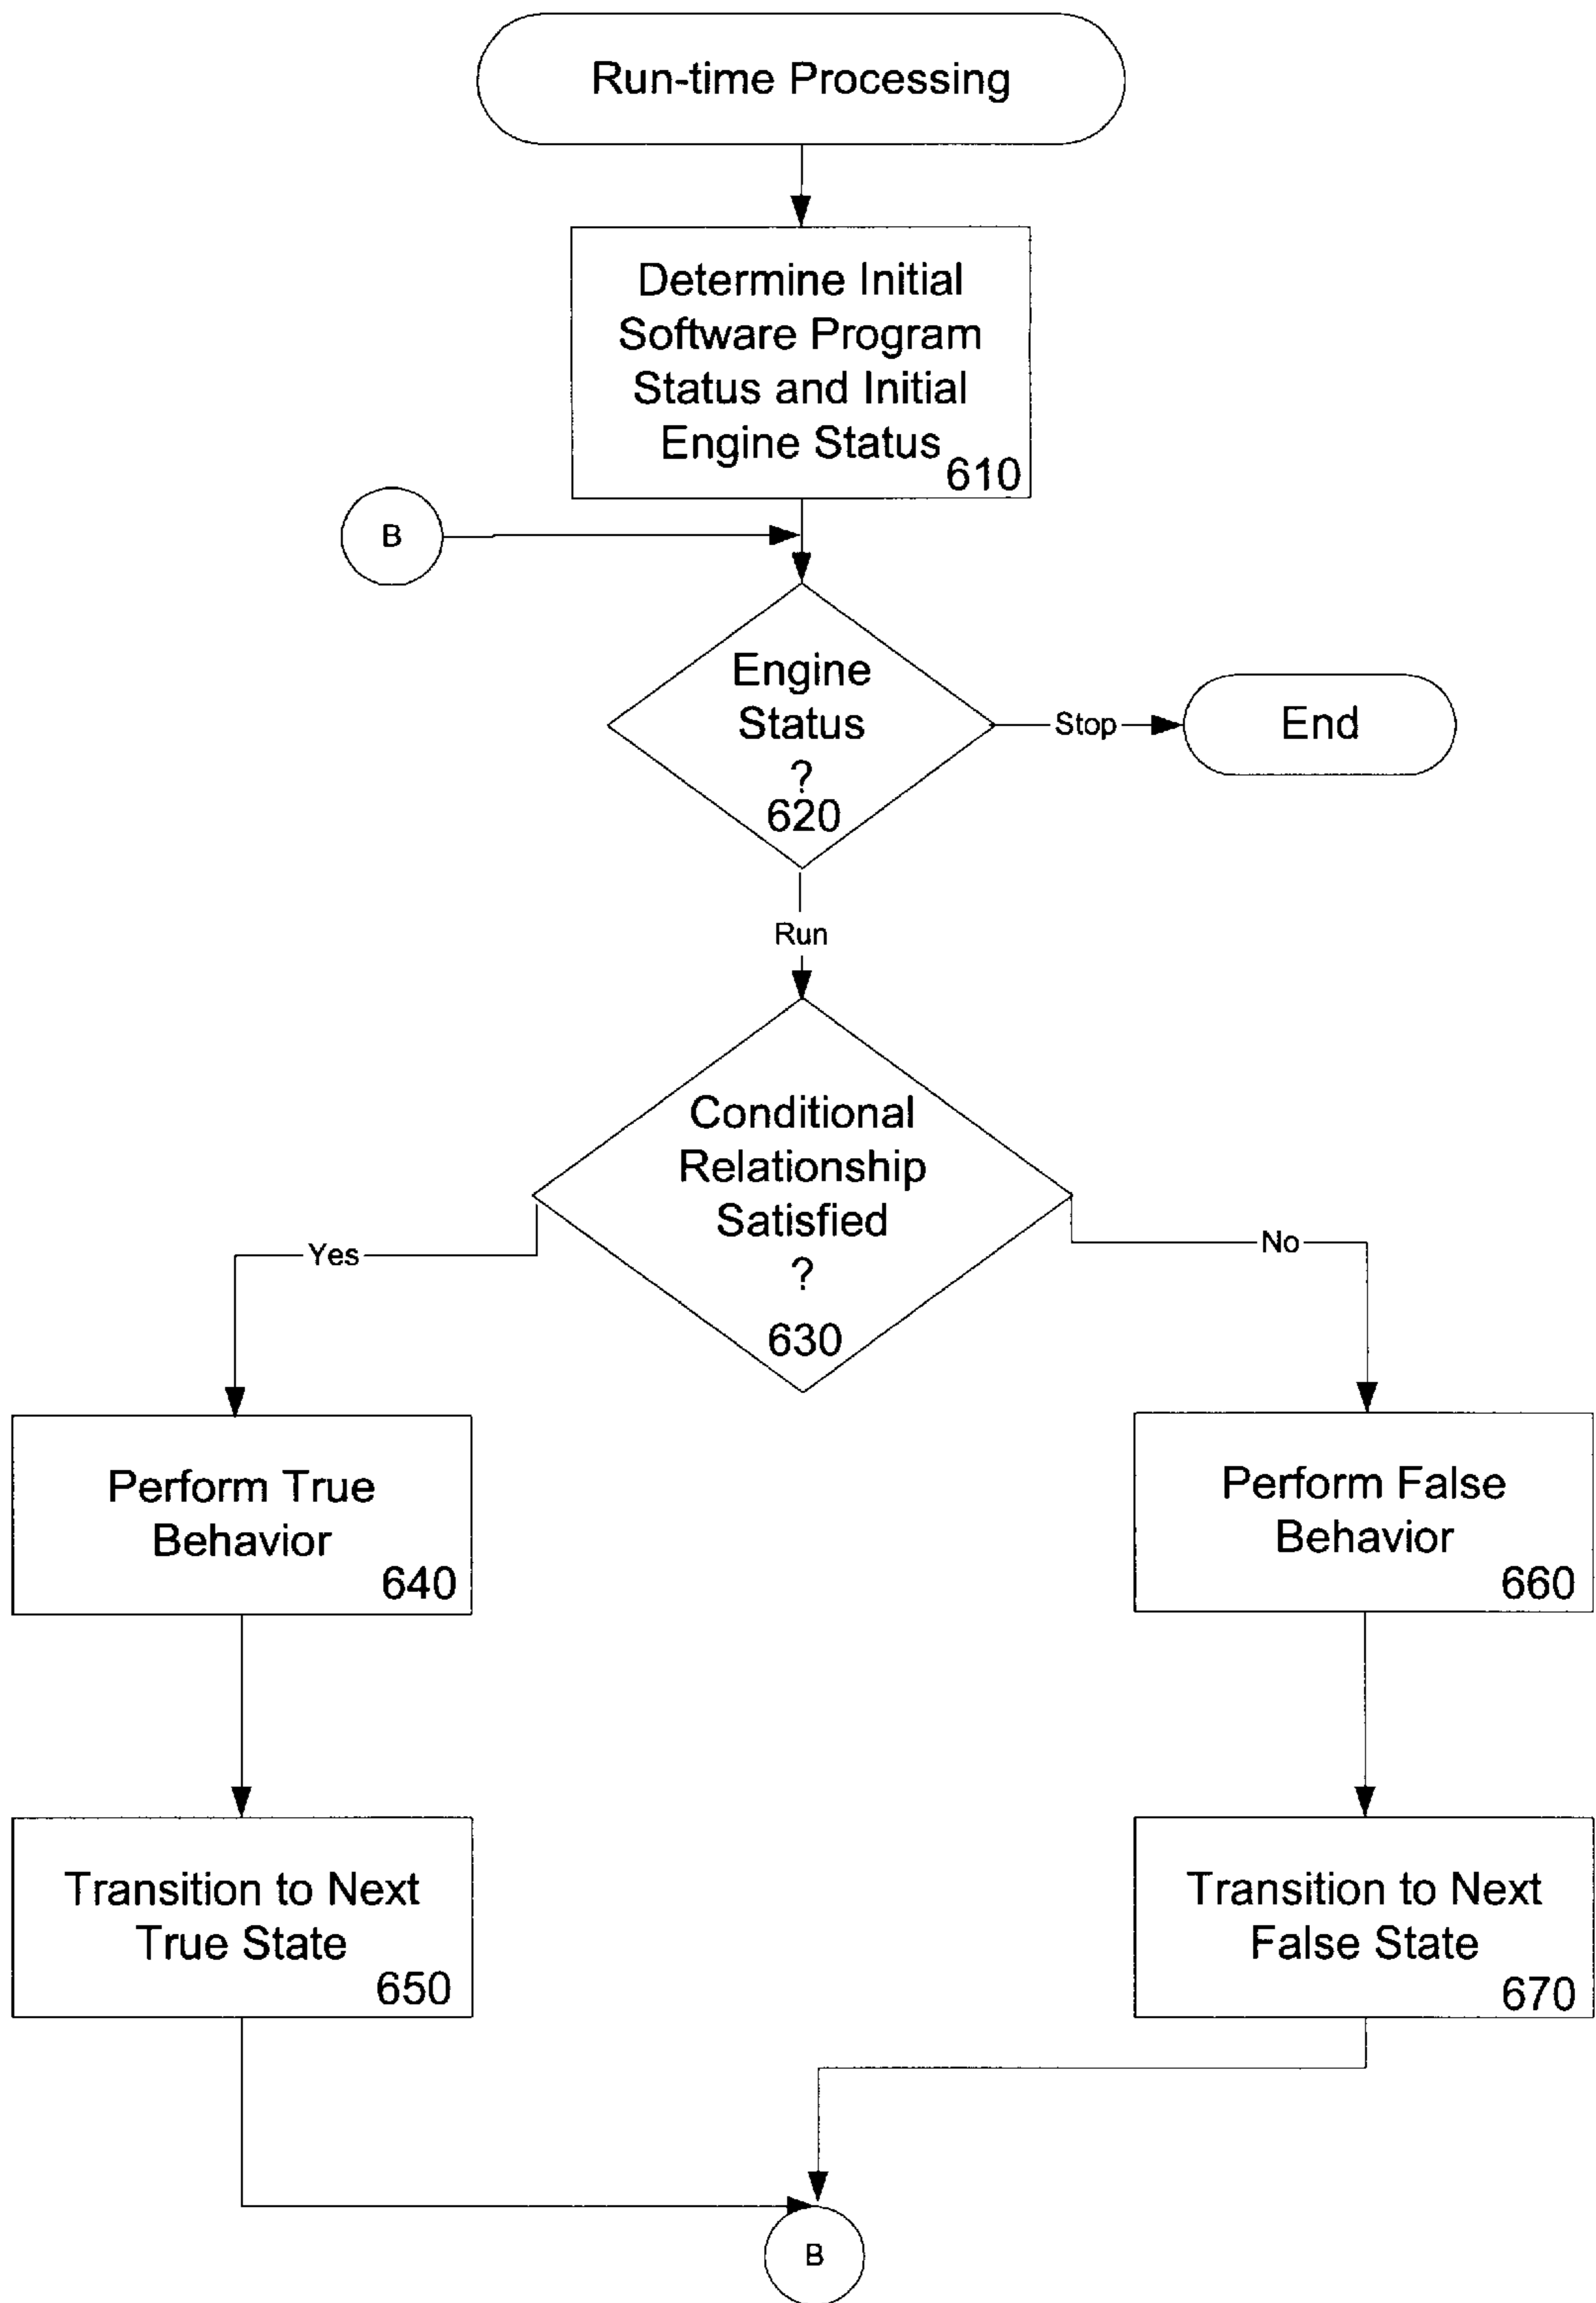 Run-time Processing
Determine Initial
Software Program
Status and Initial
Engine Status
610
B
Engine
Status
?
620
Stop
End
Run
Conditional
Relationship
Satisfied
?
630
Yes
No
Perform True
Behavior
640
Perform False
Behavior
660
Transition to Next
True State
650
Transition to Next
False State
670
B